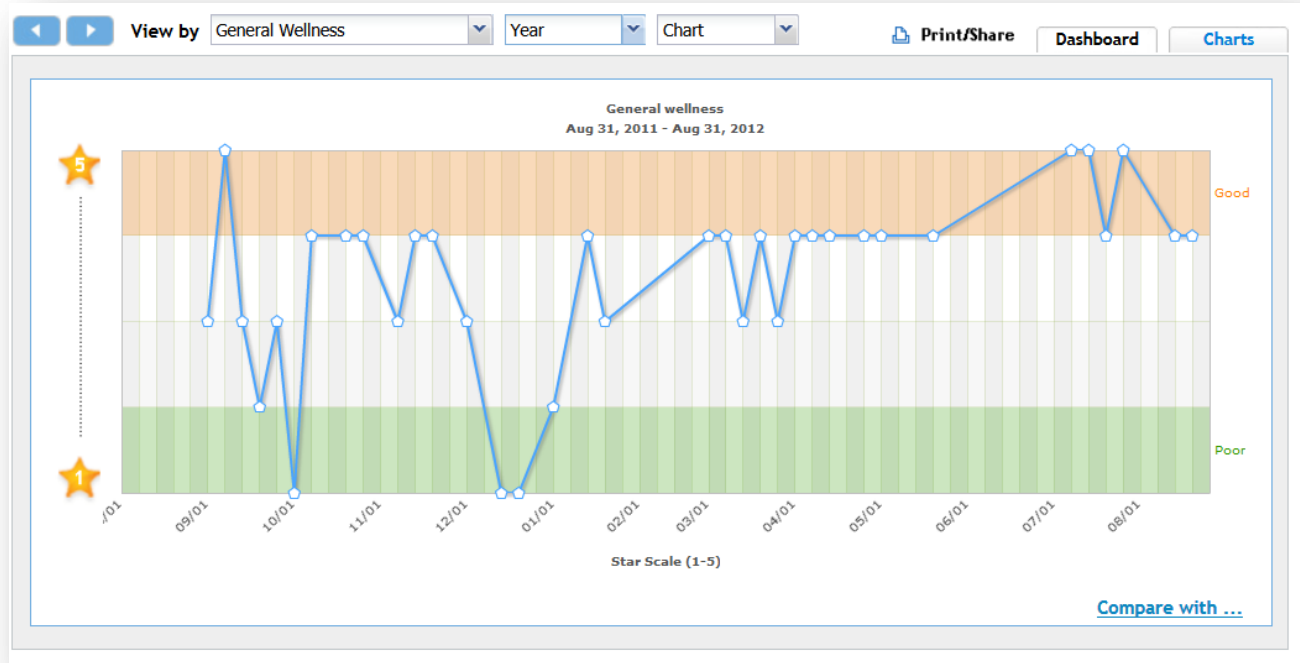 View by General Wellness Year Chart Print/Share Dashboard Charts
General wellness
Aug 31, 2011 - Aug 31, 2012
5
Good
Poor
1
/01 09/01 10/01 11/01 12/01 01/01 02/01 03/01 04/01 05/01 06/01 07/01 08/01
Star Scale (1-5)
Compare with ...